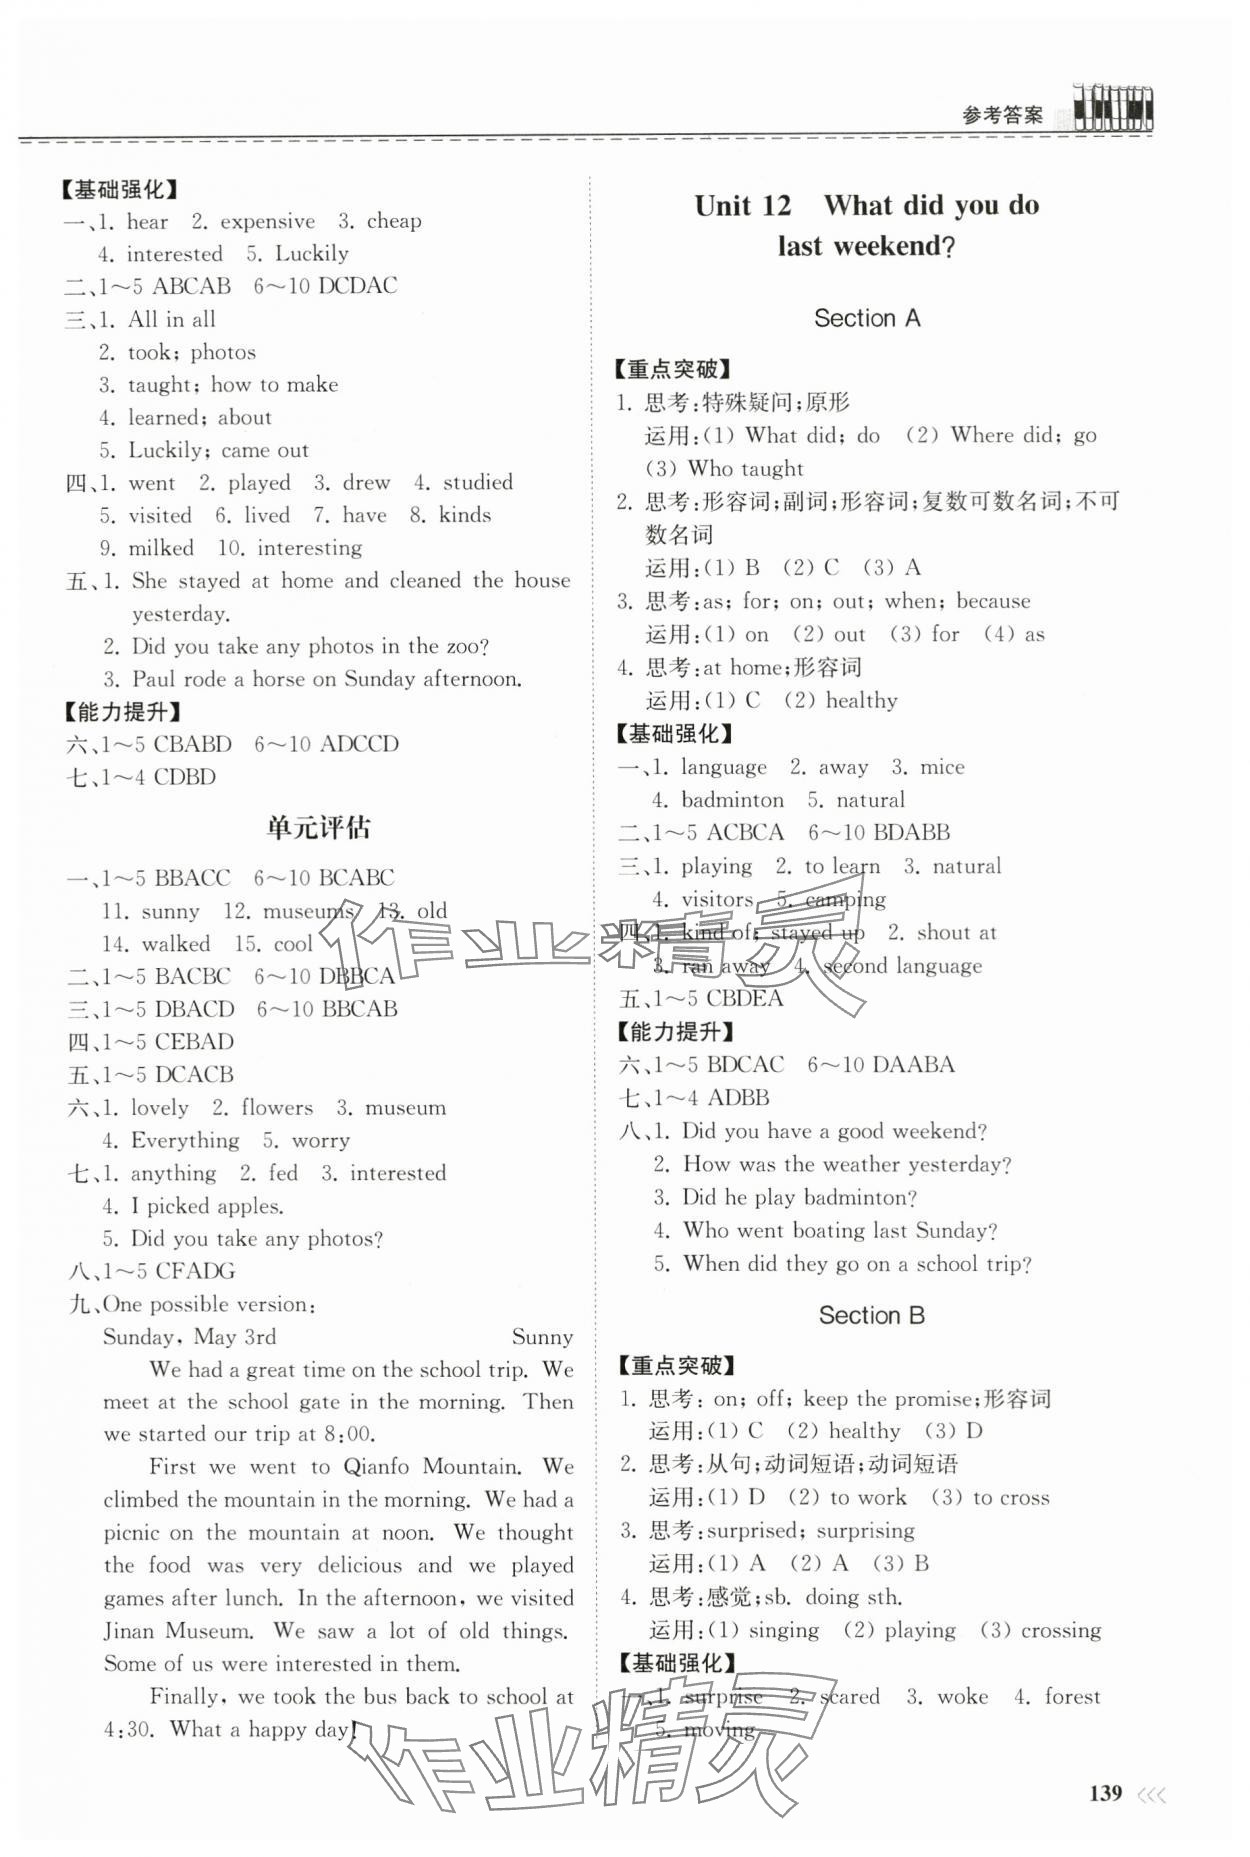 参考答案
【基础强化】
一、1. hear 2. expensive 3. cheap
4. interested 5. Luckily
二、1～5 ABCAB 6～10 DCDAC
三、1. All in all
2. took; photos
3. taught; how to make
4. learned; about
5. Luckily; came out
四、1. went 2. played 3. drew 4. studied
5. visited 6. lived 7. have 8. kinds
9. milked 10. interesting
五、1. She stayed at home and cleaned the house
yesterday.
2. Did you take any photos in the zoo?
3. Paul rode a horse on Sunday afternoon.
【能力提升】
六、1～5 CBABD 6～10 ADCCD
七、1～4 CDBD
单元评估
一、1～5 BBACC 6～10 BCABC
11. sunny 12. museums 13. old
14. walked 15. cool
二、1～5 BACBC 6～10 DBBCA
三、1～5 DBACD 6～10 BBCAB
四、1～5 CEBAD
五、1～5 DCACB
六、1. lovely 2. flowers 3. museum
4. Everything 5. worry
七、1. anything 2. fed 3. interested
4. I picked apples.
5. Did you take any photos?
八、1～5 CFADG
九、One possible version:
Sunday, May 3rd Sunny
We had a great time on the school trip. We
meet at the school gate in the morning. Then
we started our trip at 8:00.
First we went to Qianfo Mountain. We
climbed the mountain in the morning. We had a
picnic on the mountain at noon. We thought
the food was very delicious and we played
games after lunch. In the afternoon, we visited
Jinan Museum. We saw a lot of old things.
Some of us were interested in them.
Finally, we took the bus back to school at
4:30. What a happy day!
Unit 12 What did you do
last weekend?
Section A
【重点突破】
1. 思考:特殊疑问;原形
运用:(1) What did; do (2) Where did; go
(3) Who taught
2. 思考:形容词;副词;形容词;复数可数名词;不可
数名词
运用:(1) B (2) C (3) A
3. 思考:as; for; on; out; when; because
运用:(1) on (2) out (3) for (4) as
4. 思考:at home;形容词
运用:(1) C (2) healthy
【基础强化】
一、1. language 2. away 3. mice
4. badminton 5. natural
二、1～5 ACBCA 6～10 BDABB
三、1. playing 2. to learn 3. natural
4. visitors 5. camping
四、1. kind of; stayed up 2. shout at
3. ran away 4. second language
五、1～5 CBDEA
【能力提升】
六、1～5 BDCAC 6～10 DAABA
七、1～4 ADBB
八、1. Did you have a good weekend?
2. How was the weather yesterday?
3. Did he play badminton?
4. Who went boating last Sunday?
5. When did they go on a school trip?
Section B
【重点突破】
1. 思考: on; off; keep the promise;形容词
运用:(1) C (2) healthy (3) D
2. 思考:从句;动词短语;动词短语
运用:(1) D (2) to work (3) to cross
3. 思考:surprised; surprising
运用:(1) A (2) A (3) B
4. 思考:感觉;sb. doing sth.
运用:(1) singing (2) playing (3) crossing
【基础强化】
一、1. surprise 2. scared 3. woke 4. forest
5. moving
作业精灵
作业精灵
139